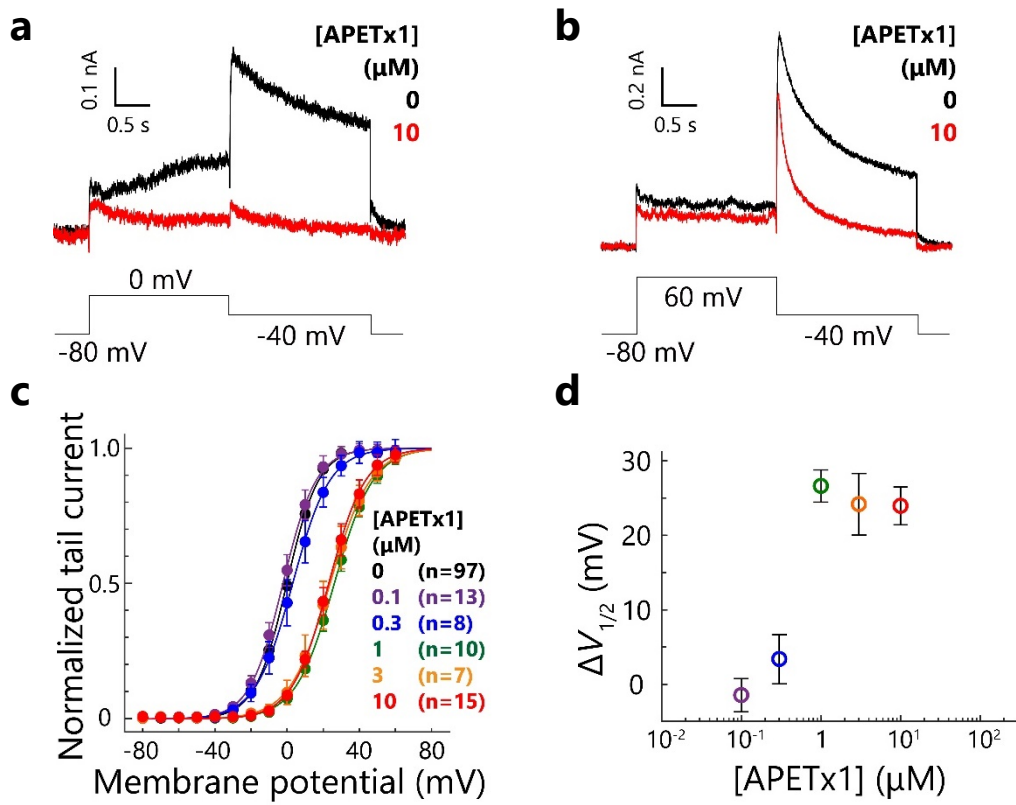 a
[APETx1]
(µM)
0
10
0.1 nA
0.5 s
0 mV
-40 mV
-80 mV
b
[APETx1]
(µM)
0
10
0.2 nA
0.5 s
60 mV
-40 mV
-80 mV
c
Normalized tail current
1.0
0.5
0
-80 -40 0 40 80
Membrane potential (mV)
[APETx1]
(µM)
0 (n=97)
0.1 (n=13)
0.3 (n=8)
1 (n=10)
3 (n=7)
10 (n=15)
d
ΔV1/2 (mV)
30
20
10
0
10-2 10-1 1 101 102
[APETx1] (µM)